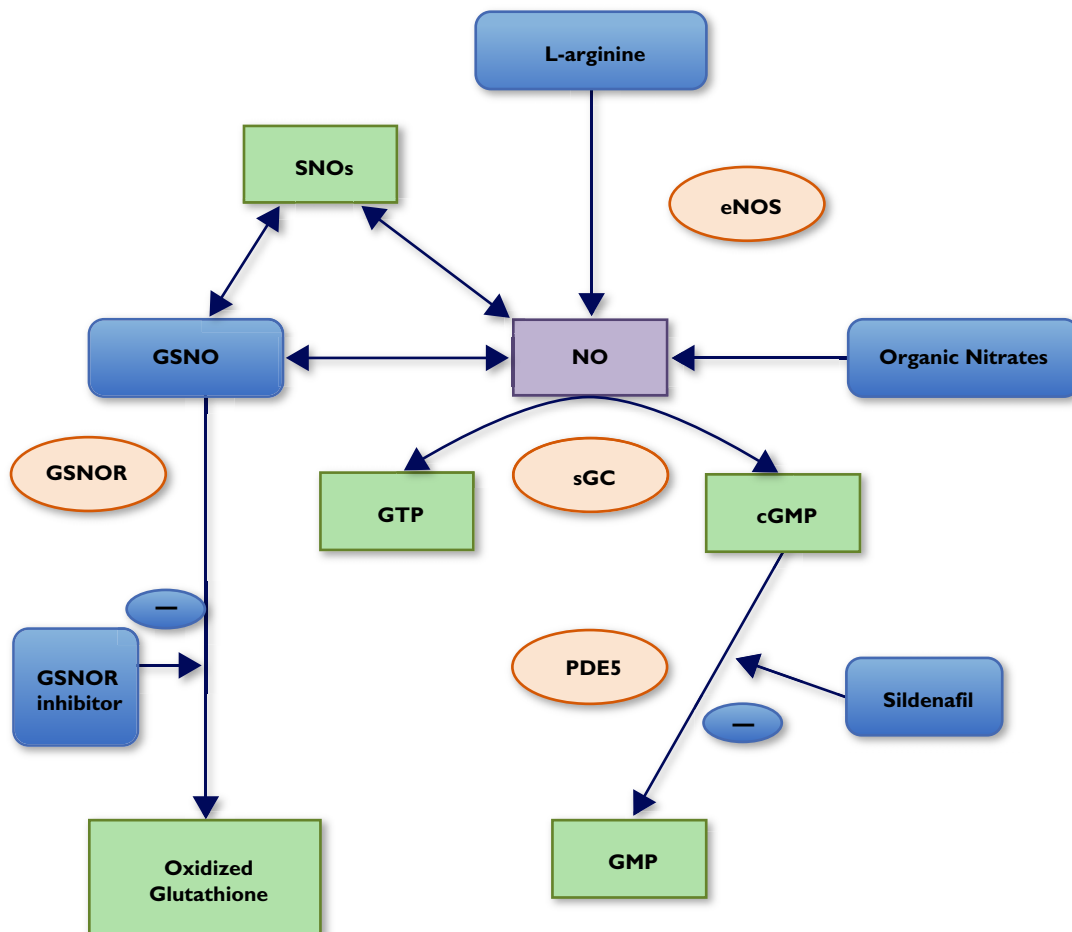 L-arginine
SNOs
eNOS
GSNO
NO
Organic Nitrates
GSNOR
GTP
sGC
cGMP
—
GSNOR
inhibitor
PDE5
Sildenafil
—
Oxidized
Glutathione
GMP